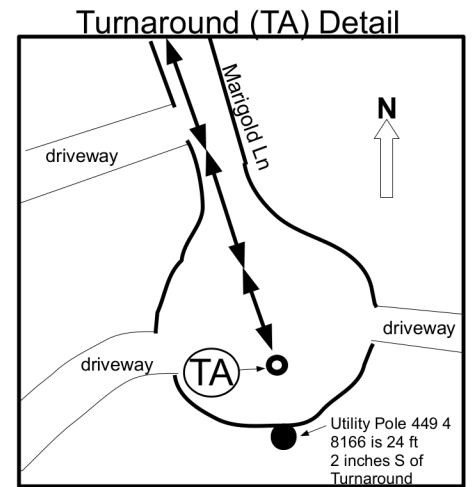 Turnaround (TA) Detail
Marigold Ln
N
driveway
driveway
driveway
TA
Utility Pole 449 4
8166 is 24 ft
2 inches S of
Turnaround